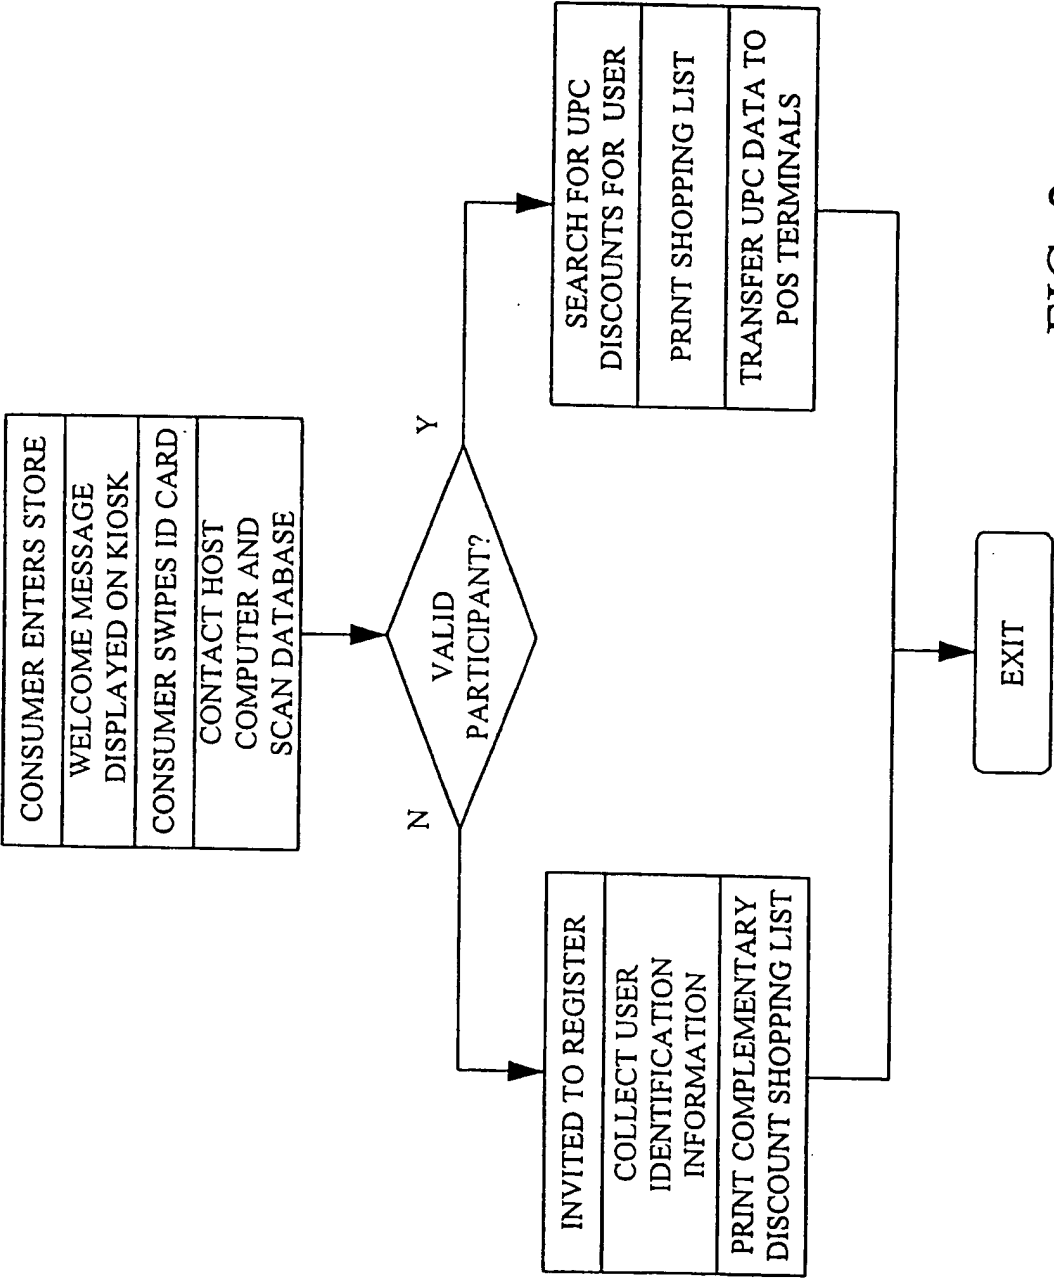 CONSUMER ENTERS STORE
WELCOME MESSAGE
DISPLAYED ON KIOSK
CONSUMER SWIPES ID CARD
CONTACT HOST
COMPUTER AND
SCAN DATABASE
VALID
PARTICIPANT?
N
Y
INVITED TO REGISTER
COLLECT USER
IDENTIFICATION
INFORMATION
PRINT COMPLEMENTARY
DISCOUNT SHOPPING LIST
SEARCH FOR UPC
DISCOUNTS FOR USER
PRINT SHOPPING LIST
TRANSFER UPC DATA TO
POS TERMINALS
EXIT